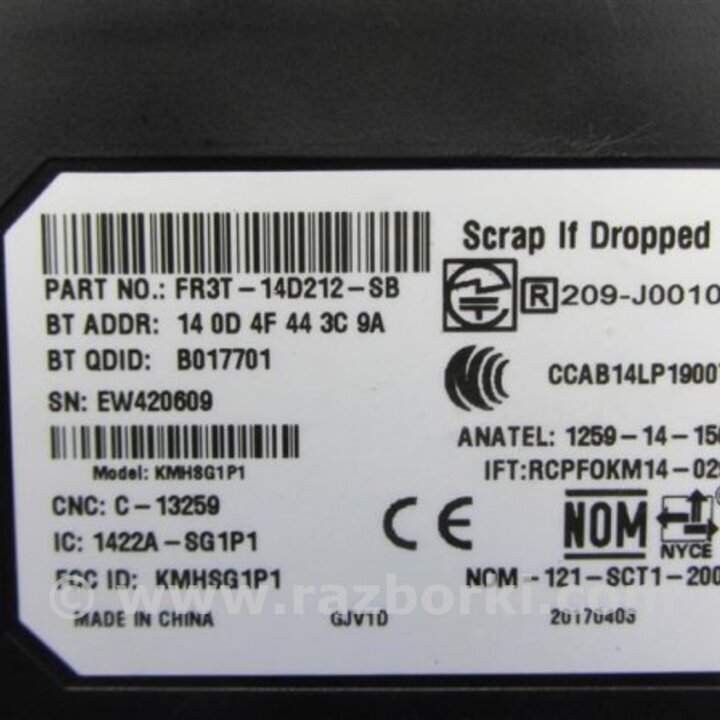 Scrap If Dropped
PART NO.: FR3T-14D212-SB
R 209-J0010
BT ADDR: 14 0D 4F 44 3C 9A
BT QDID: B017701
CCAB14LP1900
SN: EW420609
ANATEL: 1259-14-15
Model: KMHSG1P1
IFT:RCPFOKM14-02
CNC: C-13259
IC: 1422A-SG1P1
CE NOM
NYCE
FCC ID: KMHSG1P1
NOM-121-SCT1-200
© www.razborki.com
MADE IN CHINA GJV1D 20170403